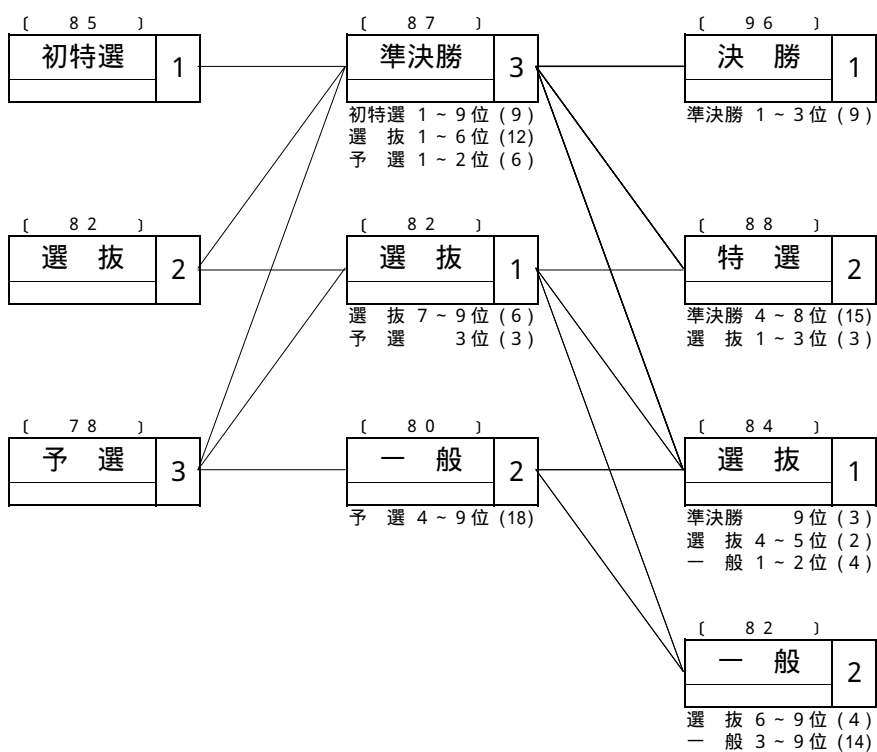 〔 85 〕
初特選 1
〔 87 〕
準決勝 3
初特選 1~9位(9)
選 抜 1~6位(12)
予 選 1~2位(6)
〔 96 〕
決 勝 1
準決勝 1~3位(9)
〔 82 〕
選 抜 2
〔 82 〕
選 抜 1
選 抜 7~9位(6)
予 選 3位(3)
〔 88 〕
特 選 2
準決勝 4~8位(15)
選 抜 1~3位(3)
〔 78 〕
予 選 3
〔 80 〕
一 般 2
予 選 4~9位(18)
〔 84 〕
選 抜 1
準決勝 9位(3)
選 抜 4~5位(2)
一 般 1~2位(4)
〔 82 〕
一 般 2
選 抜 6~9位(4)
一 般 3~9位(14)